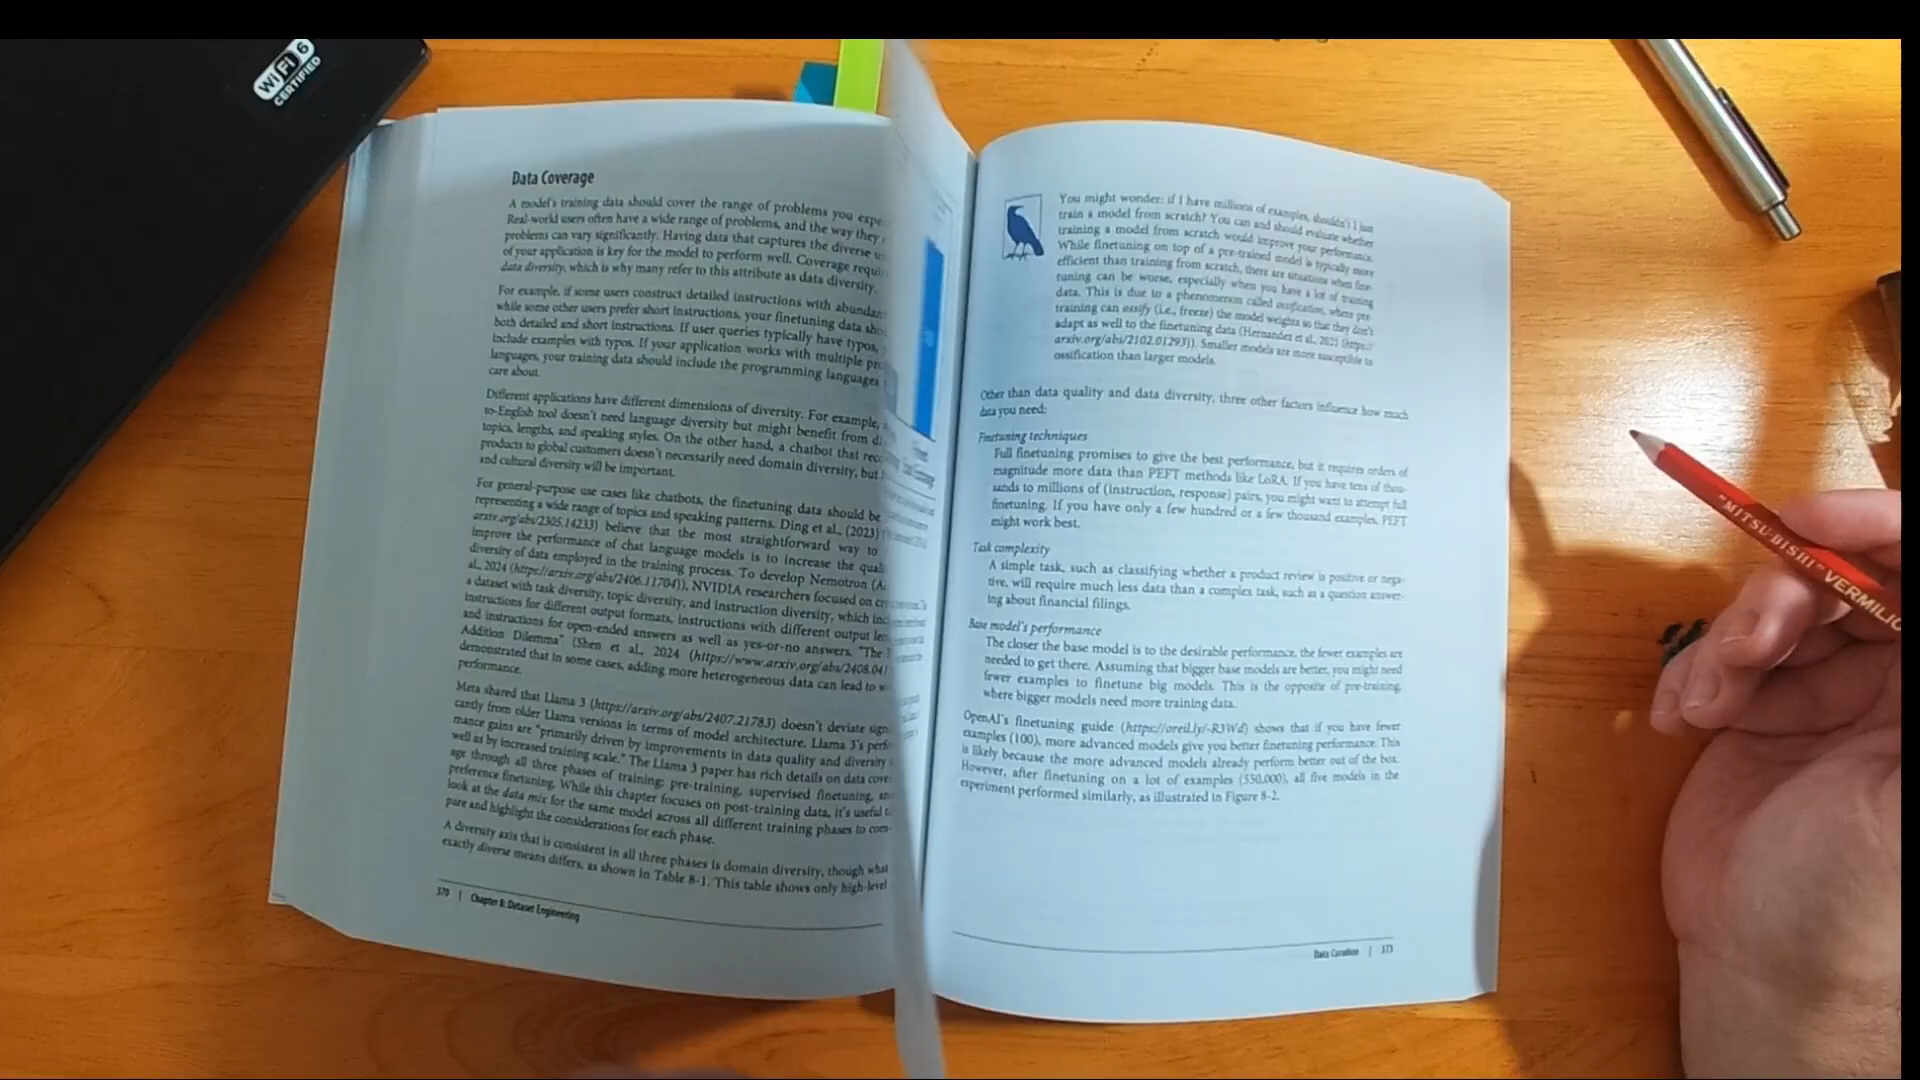 WiFi 6
CERTIFIED
Data Coverage
A model's training data should cover the range of problems you
Real-world users often have a wide range of problems, and the way they
problems can vary significantly. Having data that captures the diverse
of your application is key for the model to perform well. Coverage
data diversity, which is why many refer to this attribute as data diversity.
For example, if some users construct detailed instructions with
while some other users prefer short instructions, your finetuning data
both detailed and short instructions. If user queries typically have typos,
include examples with typos. If your application works with multiple
languages, your training data should include the programming languages
care about.
Different applications have different dimensions of diversity. For example,
to-English tool doesn't need language diversity but might benefit from
topics, lengths, and speaking styles. On the other hand, a chatbot that
products to global customers doesn't necessarily need domain diversity, but
and cultural diversity will be important.
For general-purpose use cases like chatbots, the finetuning data should be
representing a wide range of topics and speaking patterns. Ding et al., (2023)
arxiv.org/abs/2305.14233) believe that the most straightforward way to
improve the performance of chat language models is to increase the
diversity of data employed in the training process. To develop Nemotron
al., 2024 (https://arxiv.org/abs/2406.11704)), NVIDIA researchers focused on
a dataset with task diversity, topic diversity, and instruction diversity, which
instructions for different output formats, instructions with different output
and instructions for open-ended answers as well as yes-or-no answers. "The
Addition Dilemma" (Shen et al., 2024 (https://www.arxiv.org/abs/2408.041
demonstrated that in some cases, adding more heterogeneous data can lead to
performance.
Meta shared that Llama 3 (https://arxiv.org/abs/2407.21783) doesn't deviate
cantly from older Llama versions in terms of model architecture. Llama 3's
mance gains are "primarily driven by improvements in data quality and diversity
well as by increased training scale." The Llama 3 paper has rich details on data
age through all three phases of training: pre-training, supervised finetuning,
preference finetuning. While this chapter focuses on post-training data, it's useful
look at the data mix for the same model across all different training phases to com-
pare and highlight the considerations for each phase.
A diversity axis that is consistent in all three phases is domain diversity, though what
exactly diverse means differs, as shown in Table 8-1. This table shows only high-level
370 | Chapter 8: Dataset Engineering
You might wonder: if I have millions of examples, shouldn't I just
train a model from scratch? You can and should evaluate whether
training a model from scratch would improve your performance.
While finetuning on top of a pre-trained model is typically more
efficient than training from scratch, there are situations when fine-
tuning can be worse, especially when you have a lot of training
data. This is due to a phenomenon called ossification, where pre-
training can ossify (i.e., freeze) the model weights so that they don't
adapt as well to the finetuning data (Hernandez et al., 2021 (https://
arxiv.org/abs/2102.01293)). Smaller models are more susceptible to
ossification than larger models.
Other than data quality and data diversity, three other factors influence how much
data you need:
Finetuning techniques
Full finetuning promises to give the best performance, but it requires orders of
magnitude more data than PEFT methods like LoRA. If you have tens of thou-
sands to millions of (instruction, response) pairs, you might want to attempt full
finetuning. If you have only a few hundred or a few thousand examples, PEFT
might work best.
Task complexity
A simple task, such as classifying whether a product review is positive or nega-
tive, will require much less data than a complex task, such as a question answer-
ing about financial filings.
Base model's performance
The closer the base model is to the desirable performance, the fewer examples are
needed to get there. Assuming that bigger base models are better, you might need
fewer examples to finetune big models. This is the opposite of pre-training,
where bigger models need more training data.
OpenAI's finetuning guide (https://oreil.ly/-R3Wd) shows that if you have fewer
examples (100), more advanced models give you better finetuning performance. This
is likely because the more advanced models already perform better out of the box.
However, after finetuning on a lot of examples (550,000), all five models in the
experiment performed similarly, as illustrated in Figure 8-2.
Data Curation | 373
"MITSU-BISHI" VERMILIO